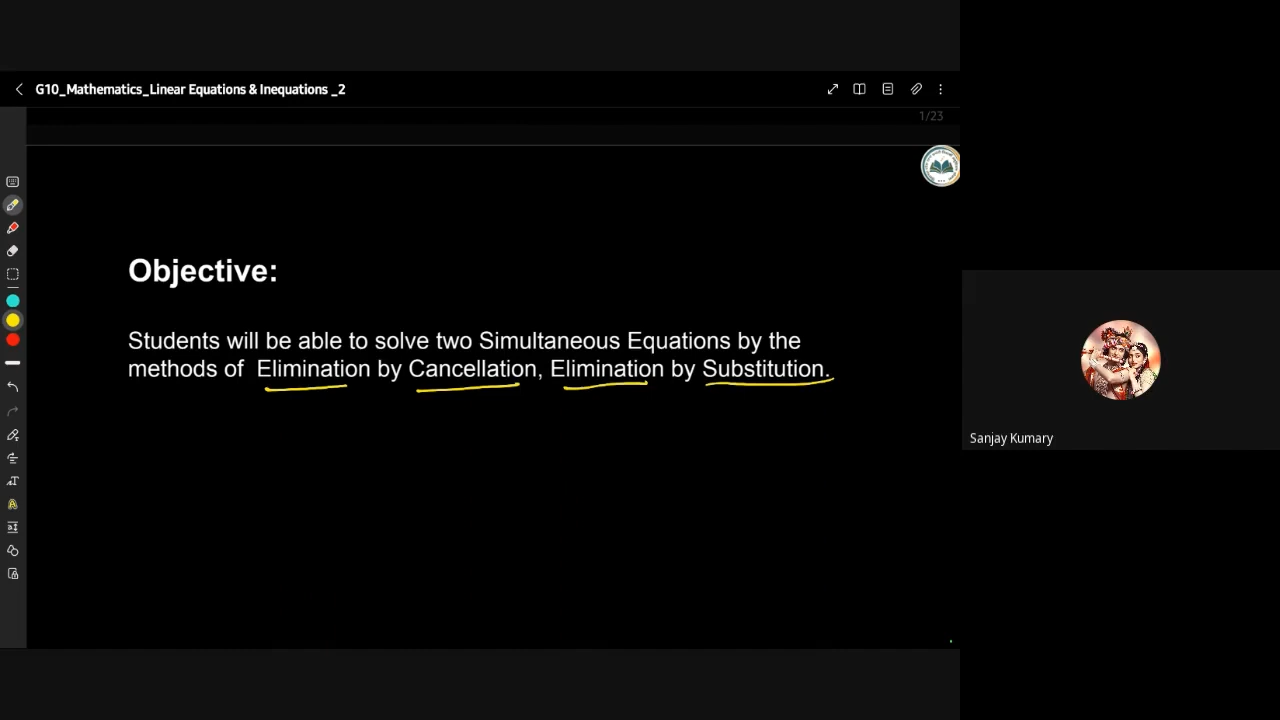 G10_Mathematics_Linear Equations & Inequations _2
1/23
Objective:
Students will be able to solve two Simultaneous Equations by the
methods of Elimination by Cancellation, Elimination by Substitution.
Sanjay Kumary